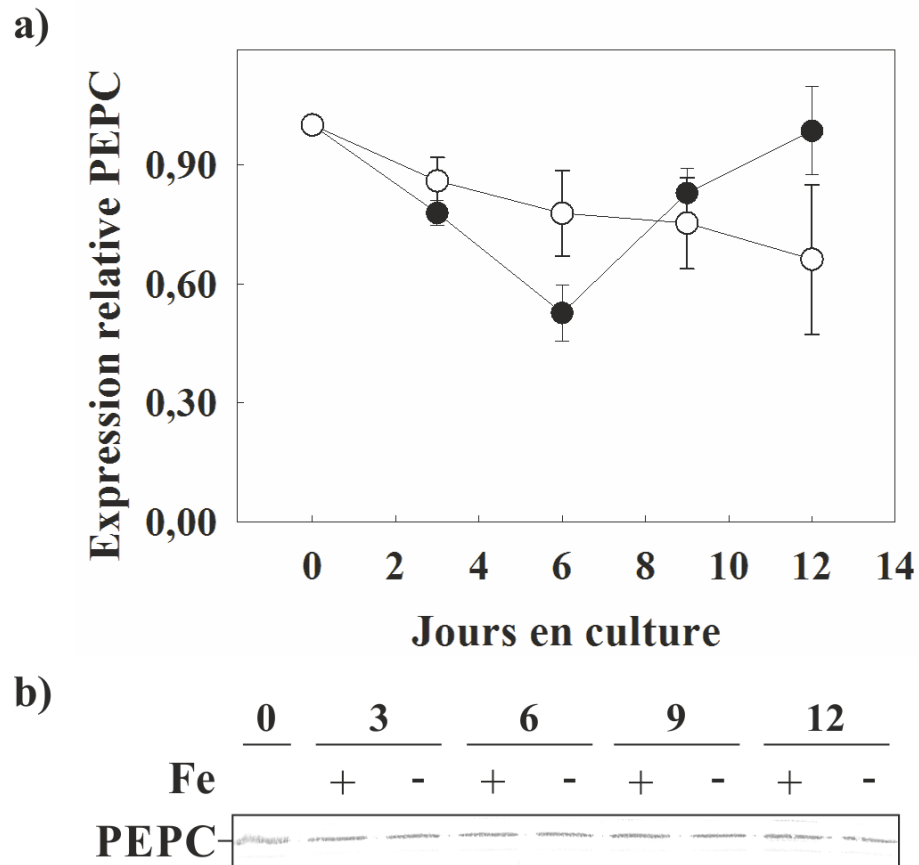 a)
Expression relative PEPC
0,90
0,60
0,30
0,00
0 2 4 6 8 10 12 14
Jours en culture
b)
0 3 6 9 12
Fe + - + - + - + -
PEPC